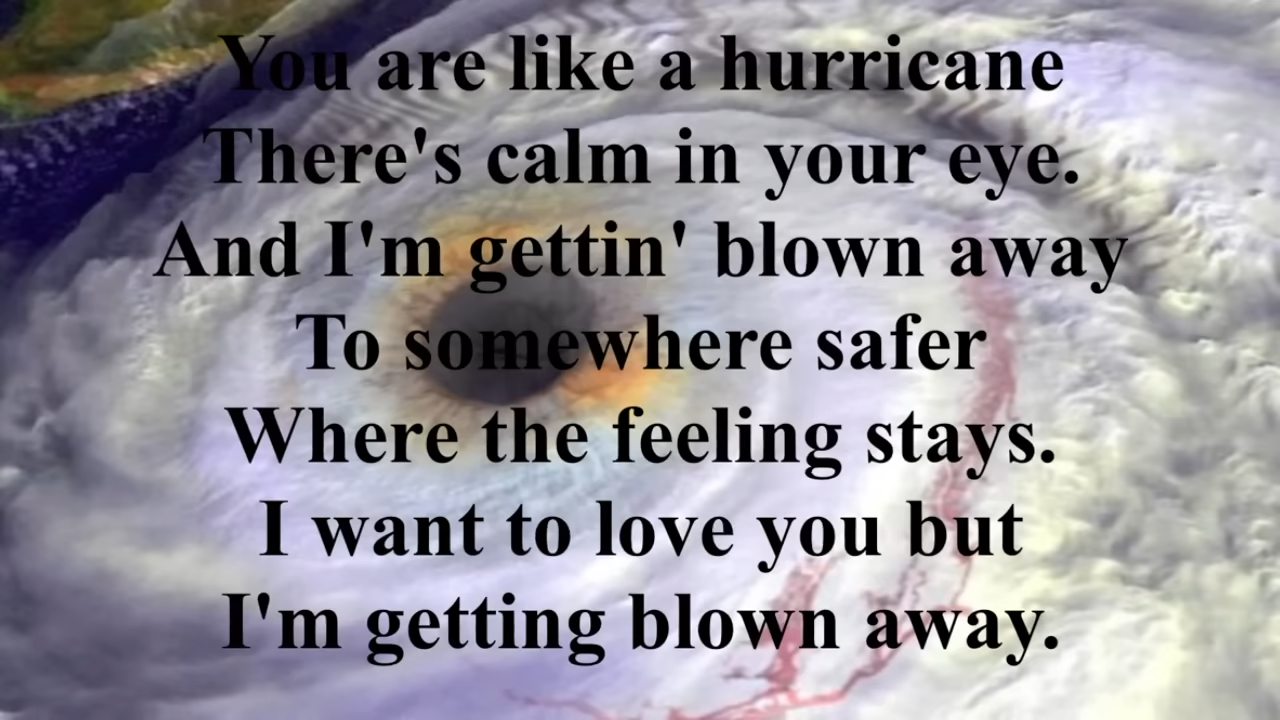 You are like a hurricane
There's calm in your eye.
And I'm gettin' blown away
To somewhere safer
Where the feeling stays.
I want to love you but
I'm getting blown away.